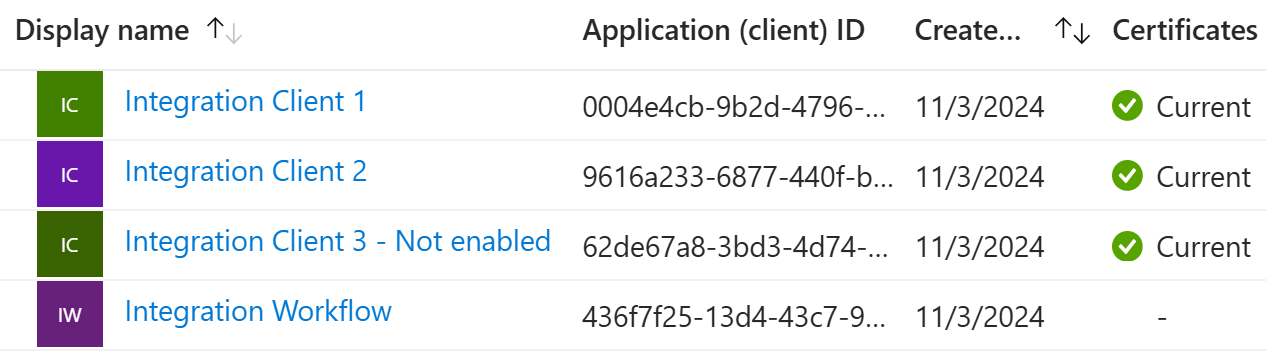 Display name ↑↓ Application (client) ID Create... ↑↓ Certificates
IC Integration Client 1 0004e4cb-9b2d-4796-... 11/3/2024 Current
IC Integration Client 2 9616a233-6877-440f-b... 11/3/2024 Current
IC Integration Client 3 - Not enabled 62de67a8-3bd3-4d74-... 11/3/2024 Current
IW Integration Workflow 436f7f25-13d4-43c7-9... 11/3/2024 -